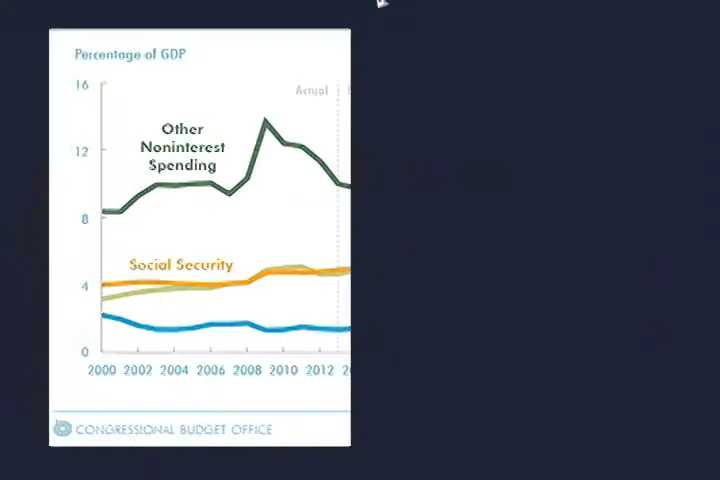 Percentage of GDP
16
Actual
Other
Noninterest
Spending
12
8
Social Security
4
0
2000 2002 2004 2006 2008 2010 2012
CONGRESSIONAL BUDGET OFFICE